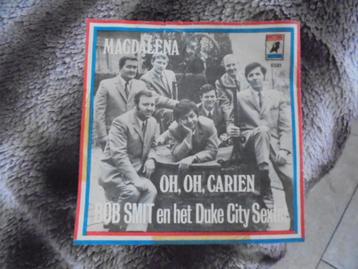 MAGDALENA
OH, OH, CARIEN
BOB SMIT en het Duke City Sextet